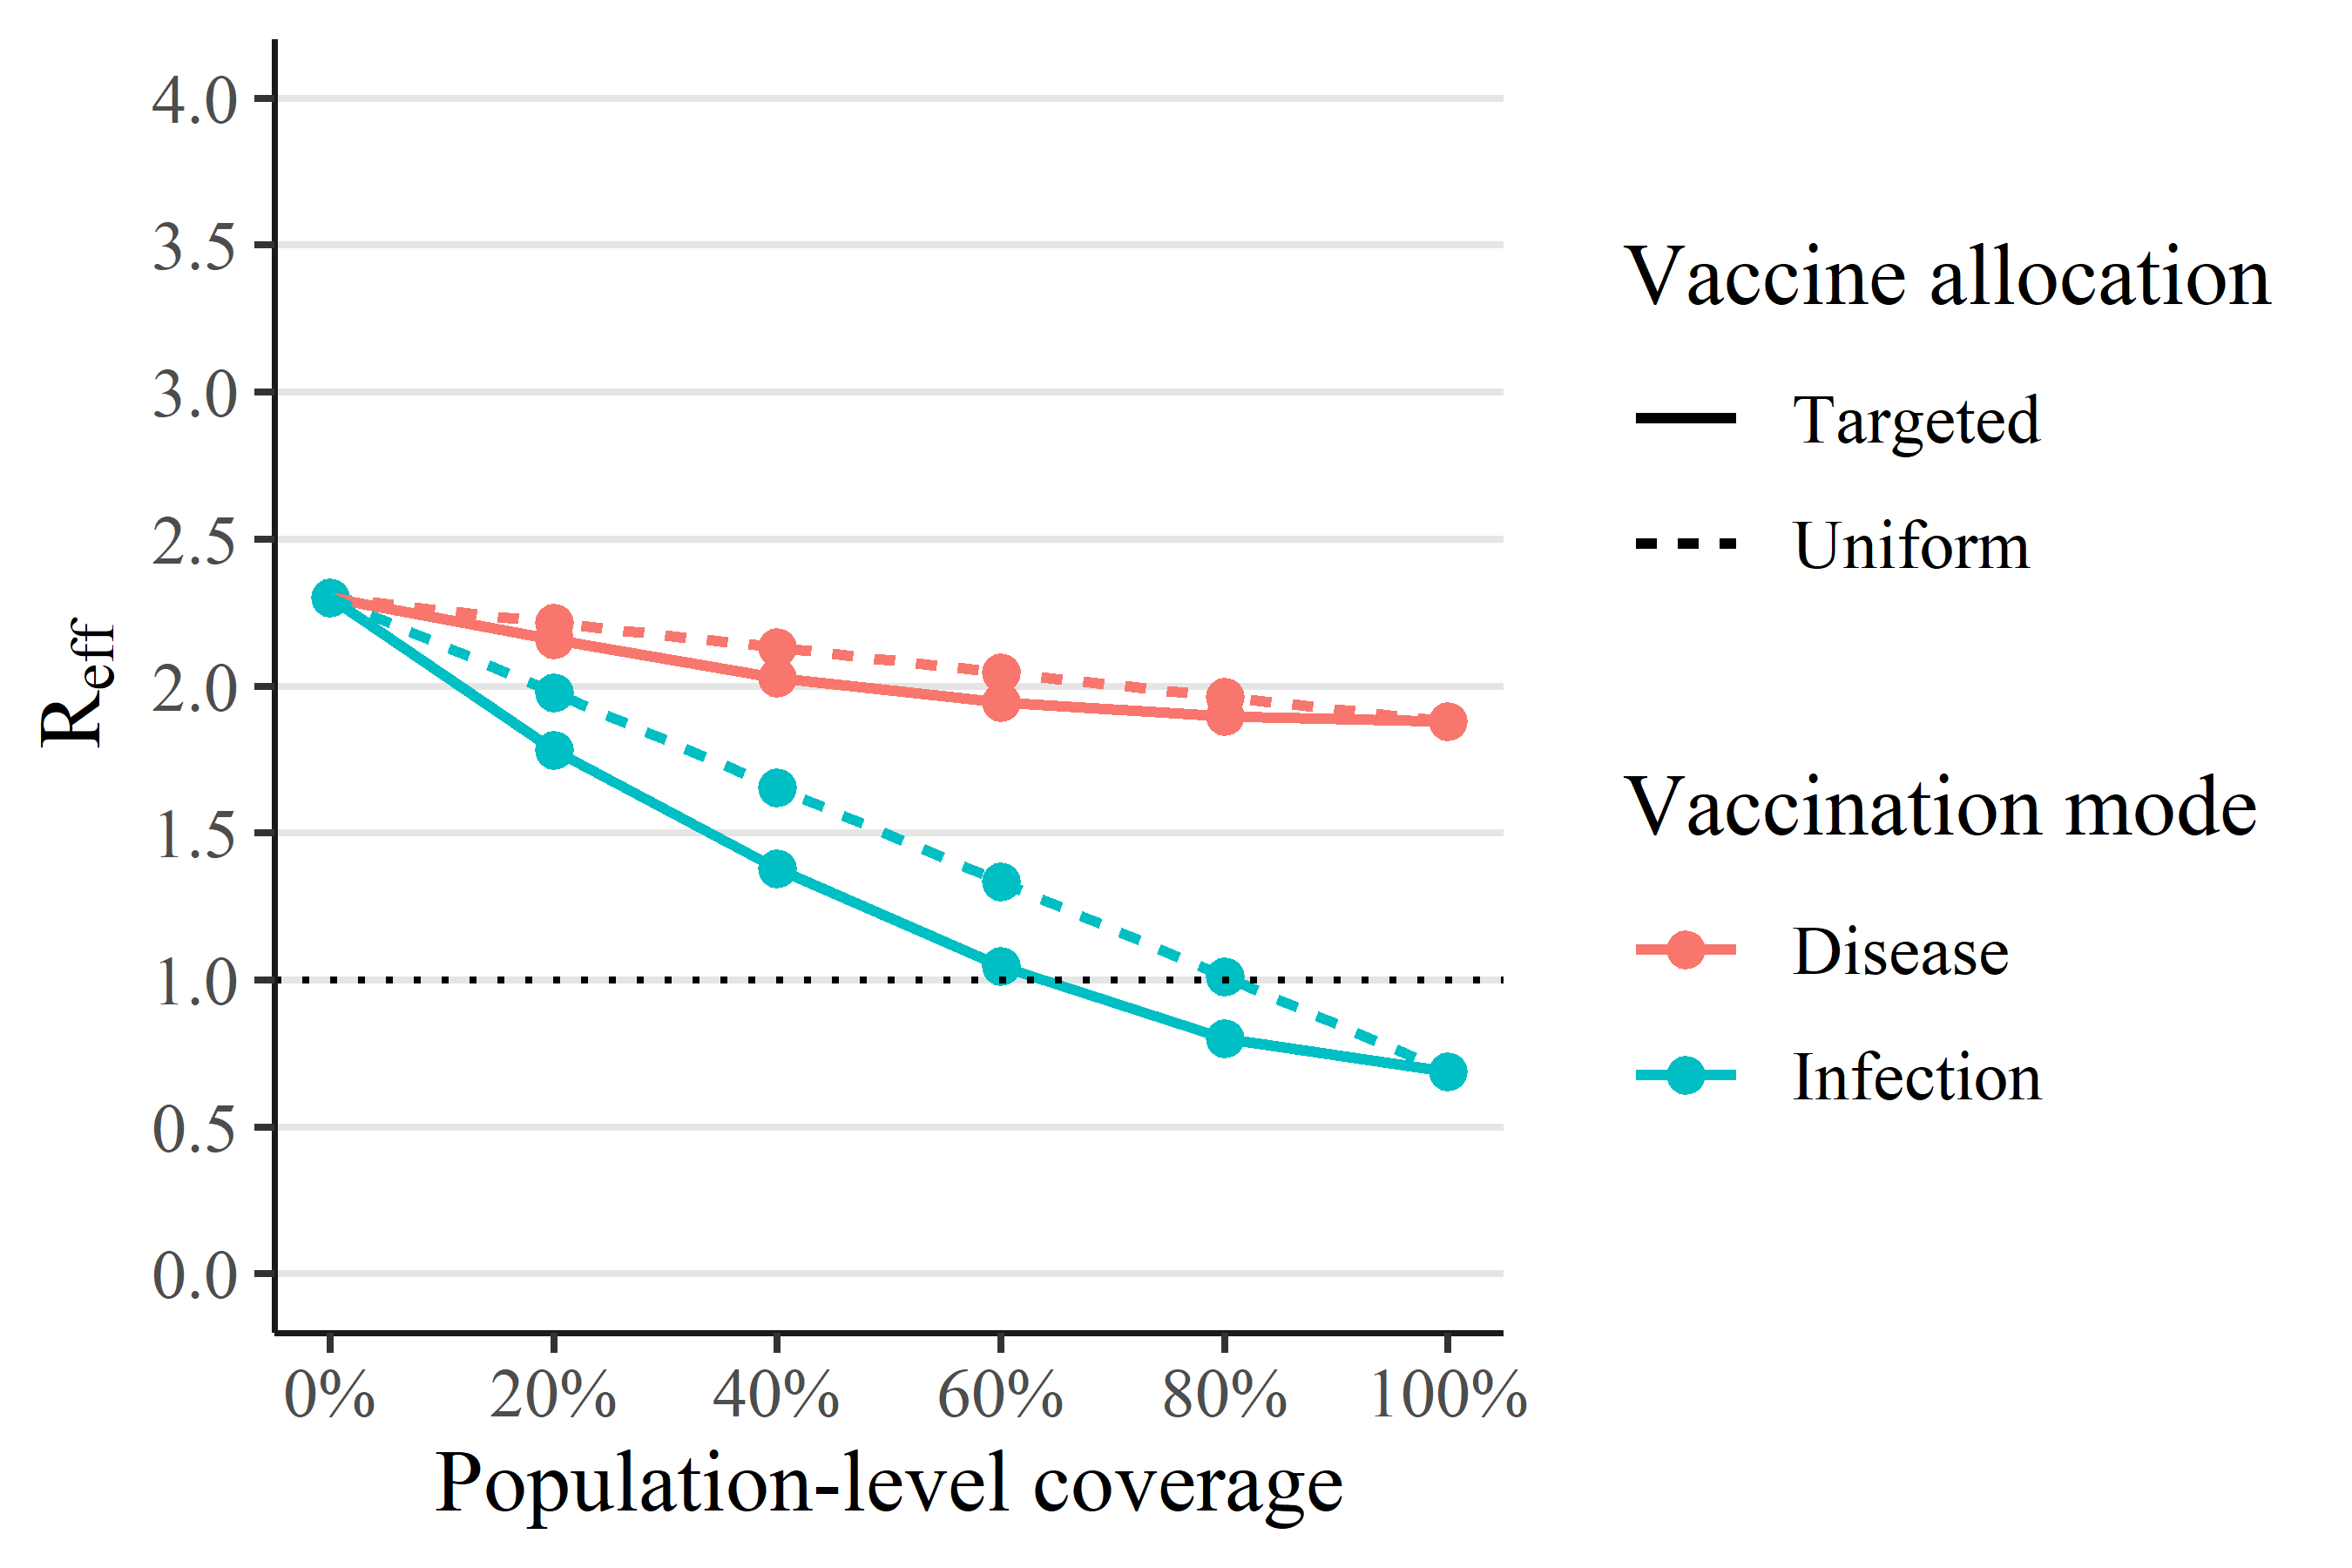 4.0
3.5
3.0
2.5
2.0
1.5
1.0
0.5
0.0
Reff
0% 20% 40% 60% 80% 100%
Population-level coverage
Vaccine allocation
Targeted
Uniform
Vaccination mode
Disease
Infection